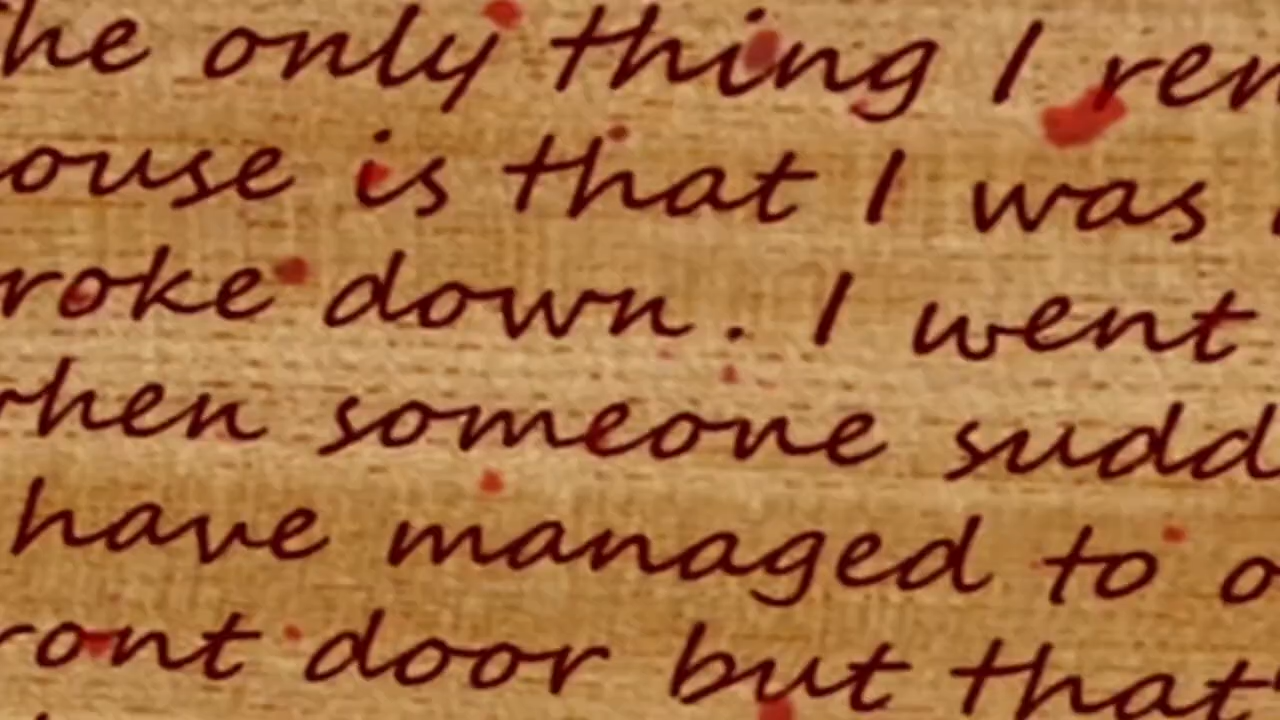 he only thing I rem
ouse is that I was
roke down. I went
when someone sudd
have managed to o
ront door but that'